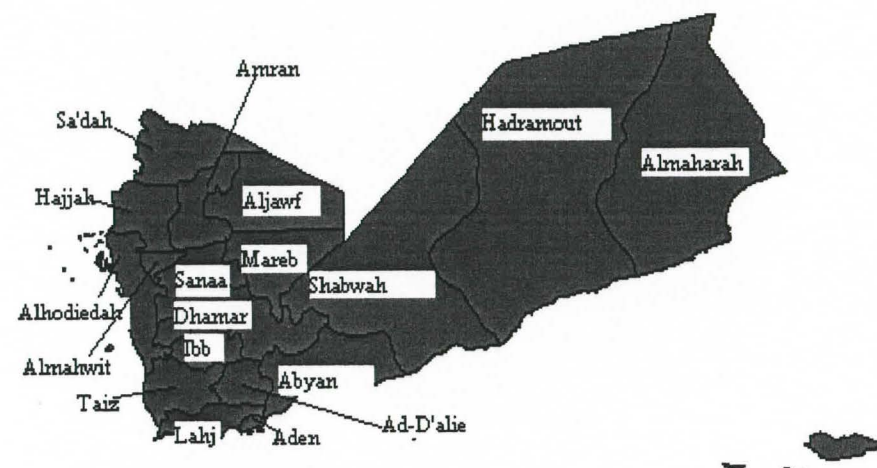 Amran
Sa'dah
Hadramout
Almaharah
Hajjah
Aljawf
Mareb
Sanaa
Shabwah
Alhodiedah
Dhamar
Ibb
Almahwit
Abyan
Taiz
Ad-D'alie
Lahj
Aden